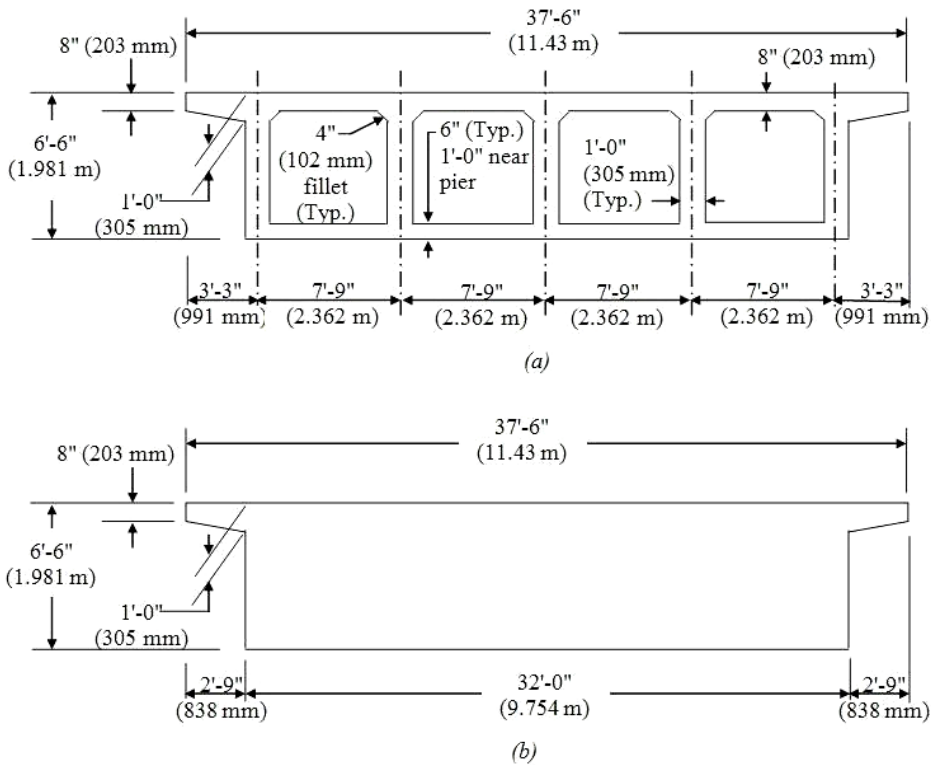 37'-6"
(11.43 m)
8" (203 mm)
8" (203 mm)
6'-6"
(1.981 m)
4"
(102 mm)
fillet
(Typ.)
6" (Typ.)
1'-0" near
pier
1'-0"
(305 mm)
(Typ.)
1'-0"
(305 mm)
3'-3"
(991 mm)
7'-9"
(2.362 m)
7'-9"
(2.362 m)
7'-9"
(2.362 m)
7'-9"
(2.362 m)
3'-3"
(991 mm)
(a)
37'-6"
(11.43 m)
8" (203 mm)
6'-6"
(1.981 m)
1'-0"
(305 mm)
2'-9"
(838 mm)
32'-0"
(9.754 m)
2'-9"
(838 mm)
(b)